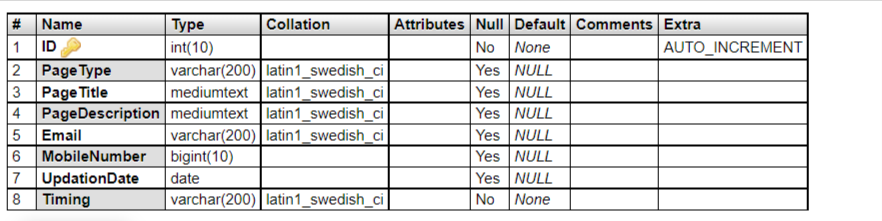 # Name Type Collation Attributes Null Default Comments Extra
1 ID int(10) No None AUTO_INCREMENT
2 PageType varchar(200) latin1_swedish_ci Yes NULL
3 PageTitle mediumtext latin1_swedish_ci Yes NULL
4 PageDescription mediumtext latin1_swedish_ci Yes NULL
5 Email varchar(200) latin1_swedish_ci Yes NULL
6 MobileNumber bigint(10) Yes NULL
7 UpdationDate date Yes NULL
8 Timing varchar(200) latin1_swedish_ci No None